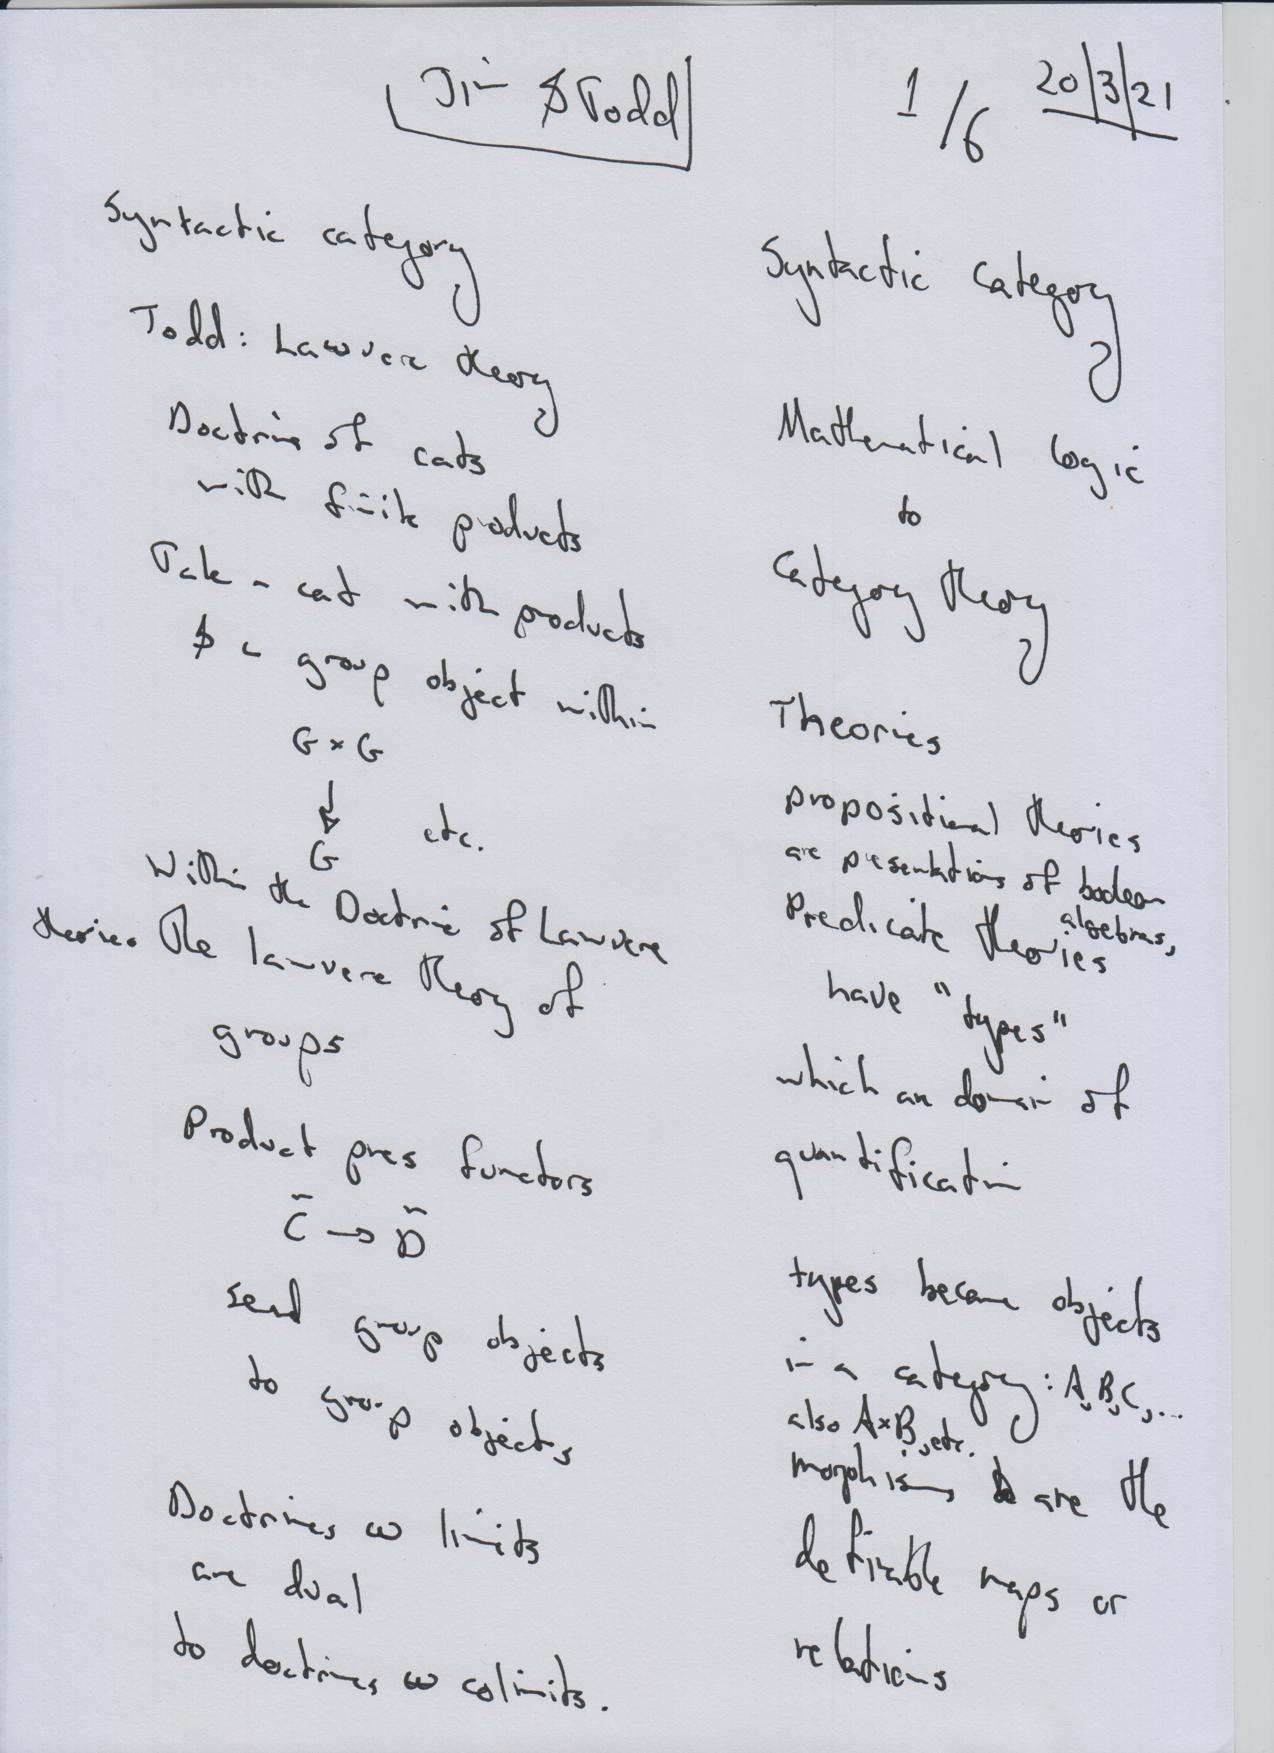 Jim & Todd
1/6
20/3/21
Syntactic category
Todd: Lawvere theory
Doctrine of cats
with finite products
Take a cat with products
& a group object within
G × G
↓ etc.
G
Within the Doctrine of Lawvere
theories The lawvere theory of
groups
Product pres functors
C̃ → D̃
send group objects
to group objects
Doctrines w limits
are dual
to doctrines w colimits.
Syntactic Category
Mathematical logic
to
Category theory
Theories
propositional theories
are presentations of boolean
algebras,
Predicate theories
have "types"
which are domain of
quantification
types become objects
in a category: A, B, C, ...
also A×B, etc.
morphisms are the
definable maps or
relations